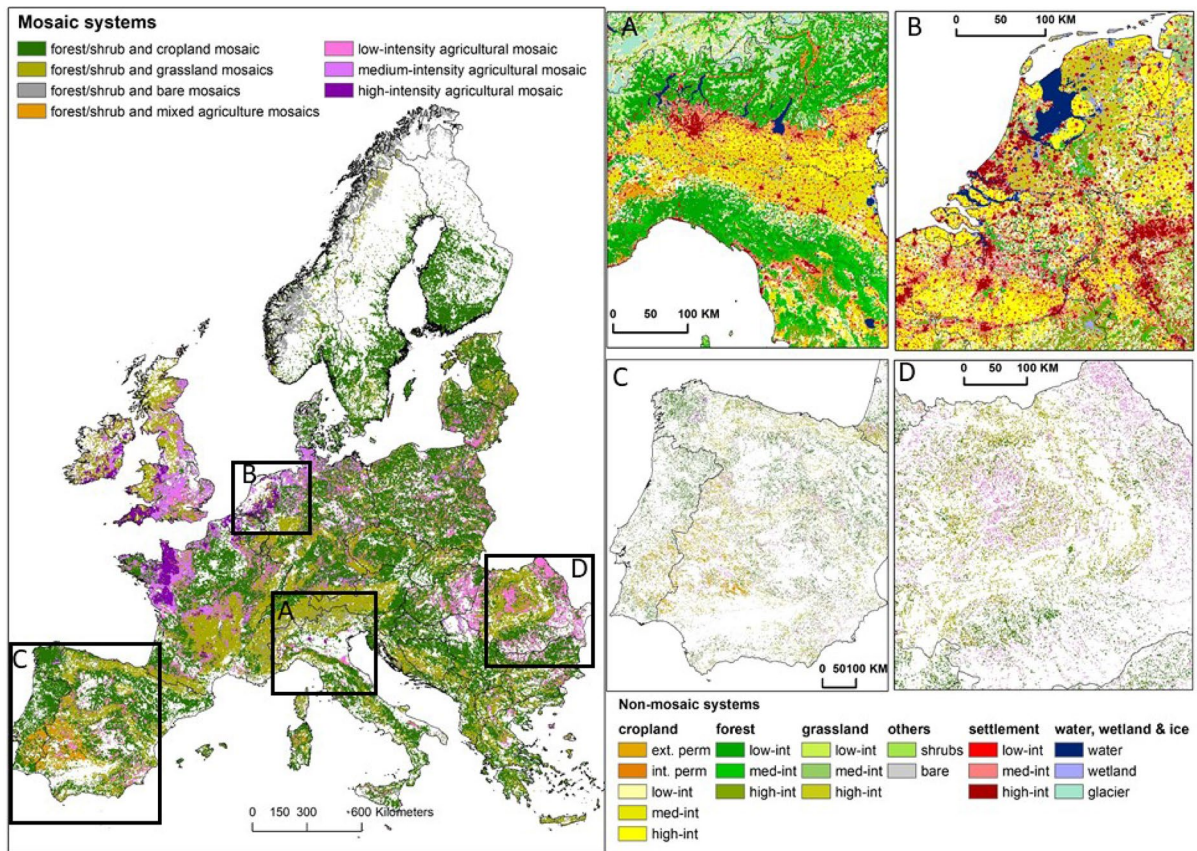 Mosaic systems
forest/shrub and cropland mosaic
forest/shrub and grassland mosaics
forest/shrub and bare mosaics
forest/shrub and mixed agriculture mosaics
low-intensity agricultural mosaic
medium-intensity agricultural mosaic
high-intensity agricultural mosaic
B
D
A
C
0 150 300 600 Kilometers
A
0 50 100 KM
B
0 50 100 KM
C
0 50100 KM
D
0 50 100 KM
Non-mosaic systems
cropland
ext. perm
int. perm
low-int
med-int
high-int
forest
low-int
med-int
high-int
grassland
low-int
med-int
high-int
others
shrubs
bare
settlement
low-int
med-int
high-int
water, wetland & ice
water
wetland
glacier